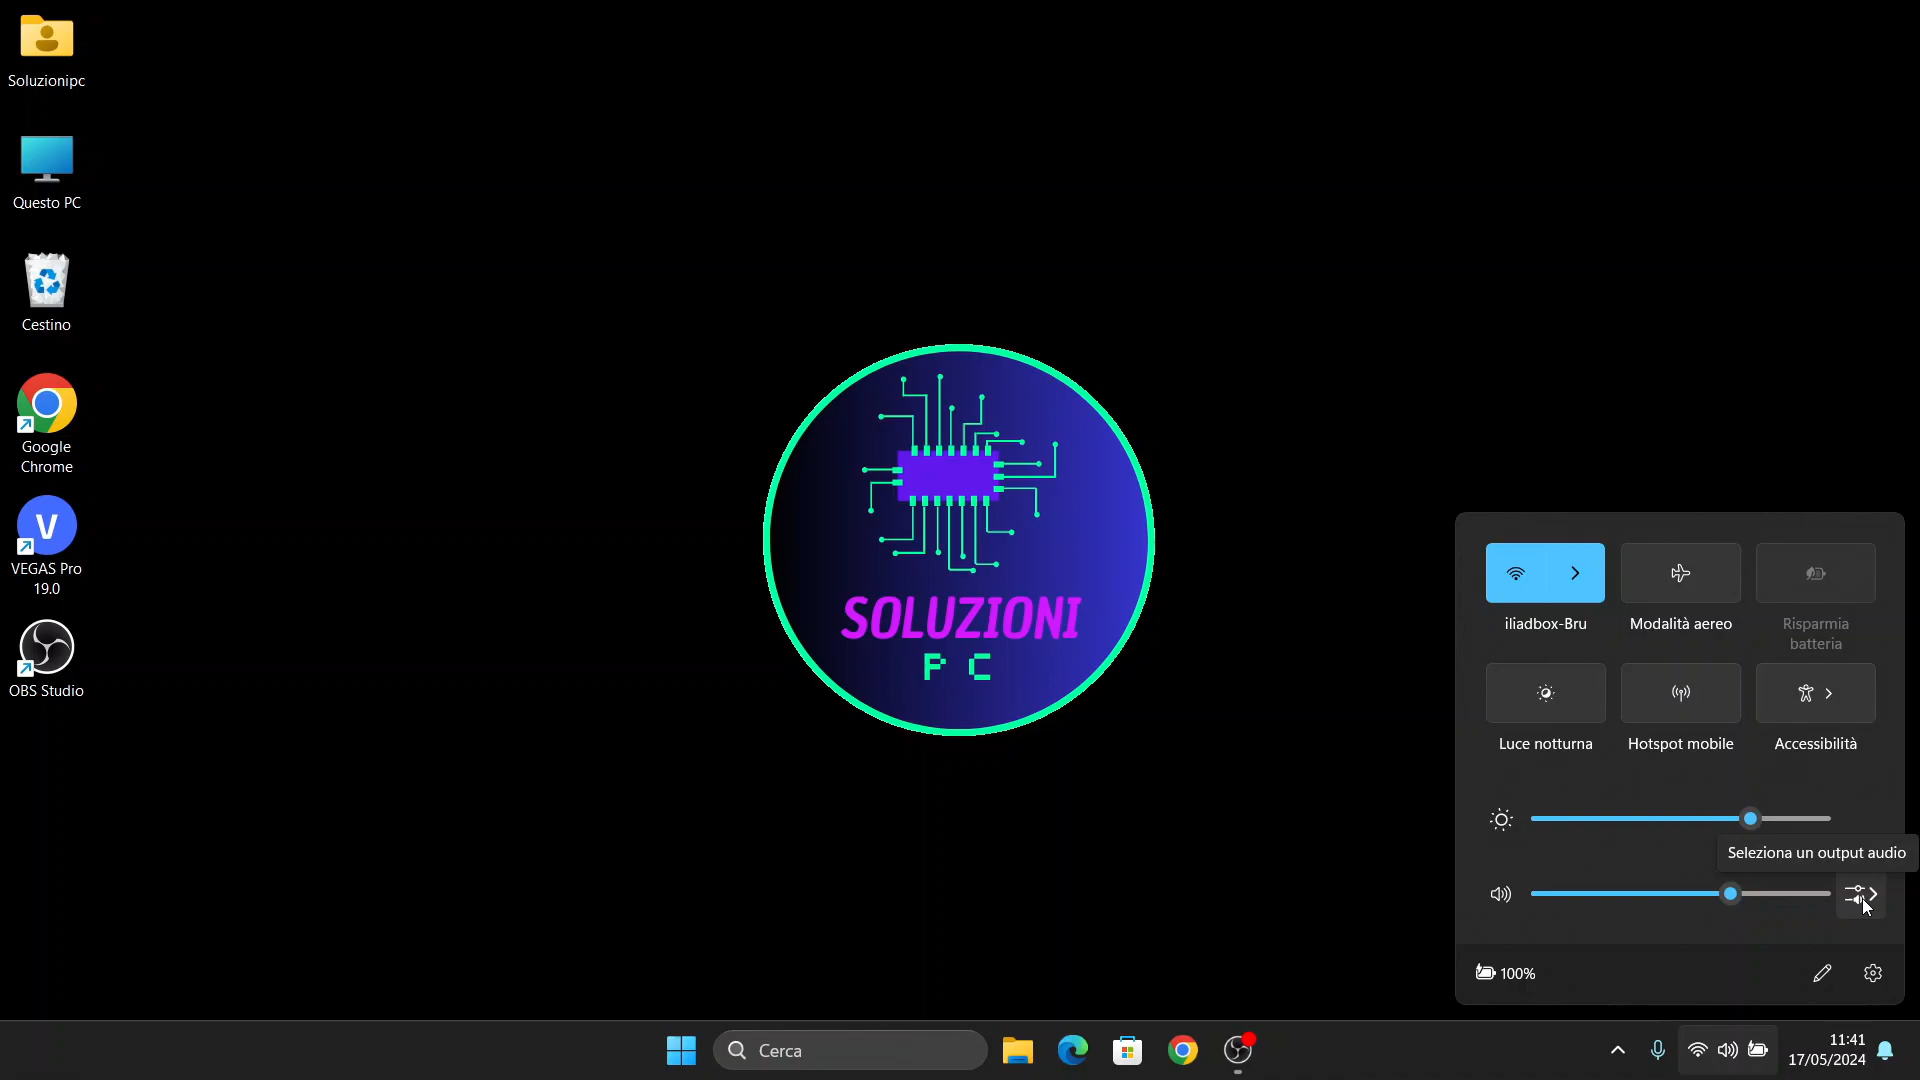 Soluzionipc
Questo PC
Cestino
Google
Chrome
V
VEGAS Pro
19.0
OBS Studio
SOLUZIONI
P C
iliadbox-Bru
Modalità aereo
Risparmia
batteria
Luce notturna
Hotspot mobile
Accessibilità
Seleziona un output audio
100%
Cerca
11:41
17/05/2024